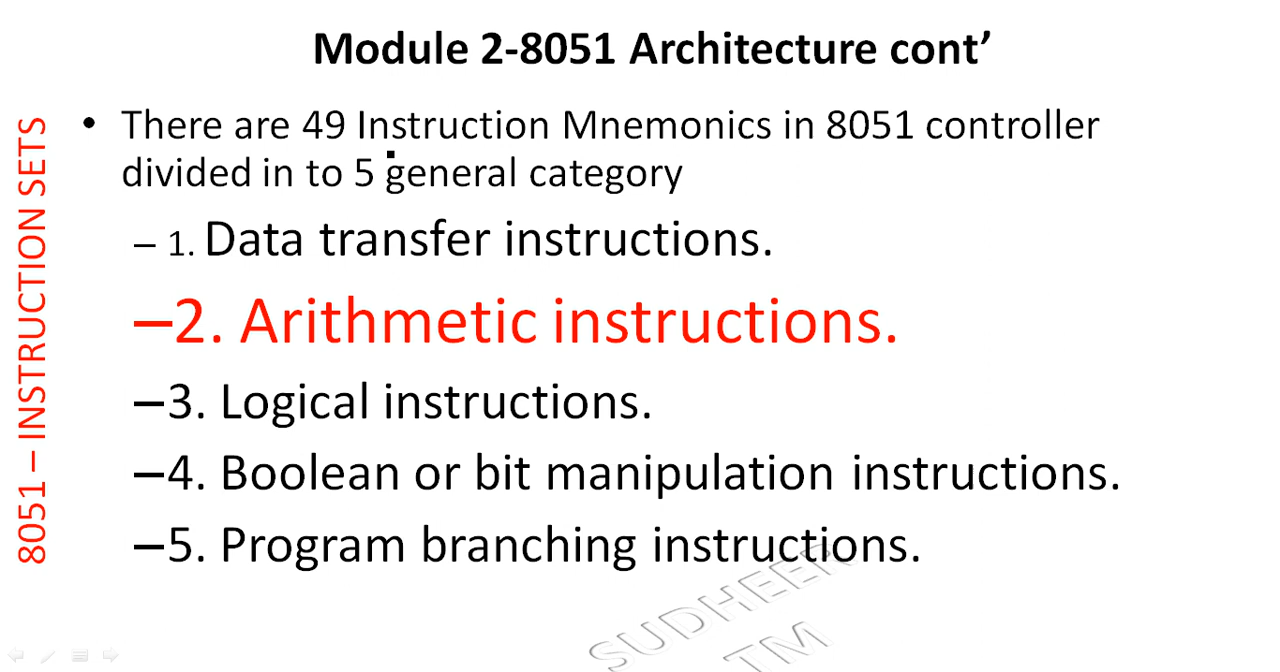 Module 2-8051 Architecture cont’
8051 – INSTRUCTION SETS
• There are 49 Instruction Mnemonics in 8051 controller
divided in to 5 general category
– 1. Data transfer instructions.
–2. Arithmetic instructions.
–3. Logical instructions.
–4. Boolean or bit manipulation instructions.
–5. Program branching instructions.
SUDHEER
TM